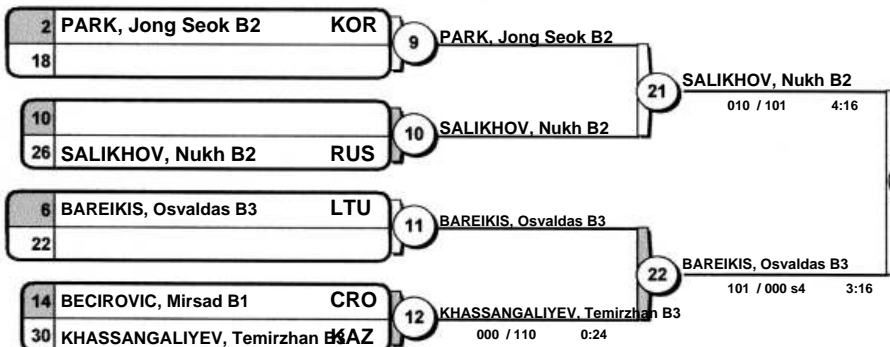 2 PARK, Jong Seok B2 KOR
18
9 PARK, Jong Seok B2
10
26 SALIKHOV, Nukh B2 RUS
10 SALIKHOV, Nukh B2
21 SALIKHOV, Nukh B2
010 / 101 4:16
6 BAREIKIS, Osvaldas B3 LTU
22
11 BAREIKIS, Osvaldas B3
14 BECIROVIC, Mirsad B1 CRO
30 KHASSANGALIYEV, Temirzhan B3KAZ
12 KHASSANGALIYEV, Temirzhan B3
000 / 110 0:24
22 BAREIKIS, Osvaldas B3
101 / 000 s4 3:16